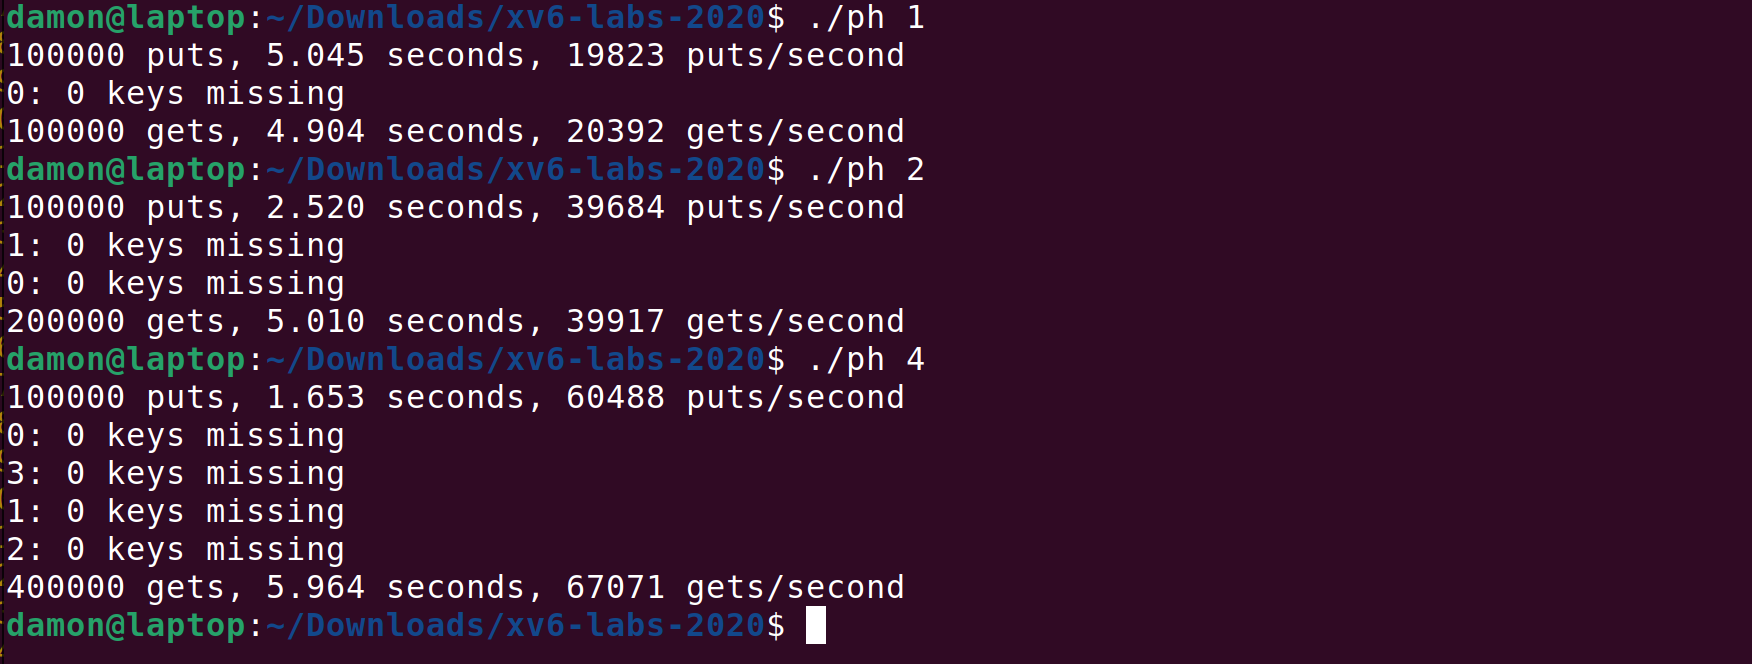 damon@laptop:~/Downloads/xv6-labs-2020$ ./ph 1
100000 puts, 5.045 seconds, 19823 puts/second
0: 0 keys missing
100000 gets, 4.904 seconds, 20392 gets/second
damon@laptop:~/Downloads/xv6-labs-2020$ ./ph 2
100000 puts, 2.520 seconds, 39684 puts/second
1: 0 keys missing
0: 0 keys missing
200000 gets, 5.010 seconds, 39917 gets/second
damon@laptop:~/Downloads/xv6-labs-2020$ ./ph 4
100000 puts, 1.653 seconds, 60488 puts/second
0: 0 keys missing
3: 0 keys missing
1: 0 keys missing
2: 0 keys missing
400000 gets, 5.964 seconds, 67071 gets/second
damon@laptop:~/Downloads/xv6-labs-2020$